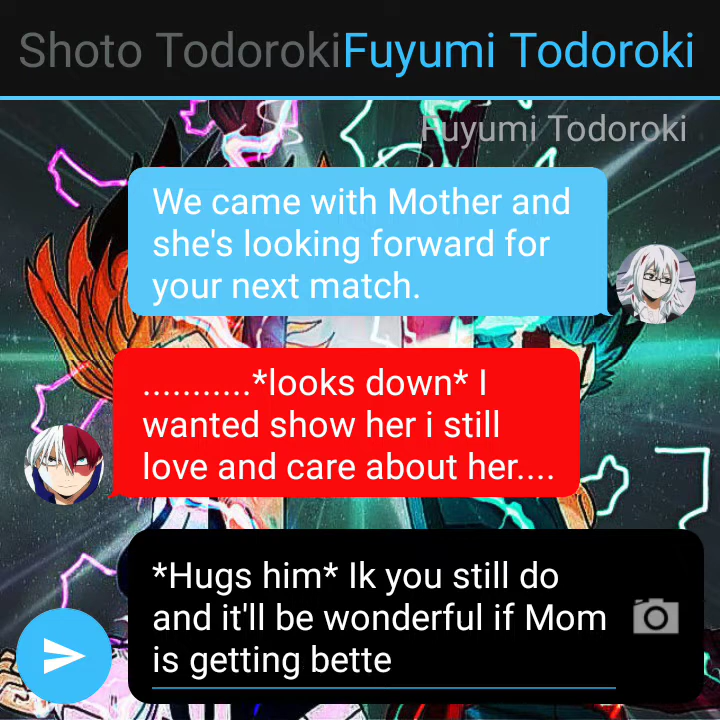 Shoto Todoroki Fuyumi Todoroki
Fuyumi Todoroki
We came with Mother and
she's looking forward for
your next match.
...........*looks down* I
wanted show her i still
love and care about her....
*Hugs him* Ik you still do
and it'll be wonderful if Mom
is getting bette